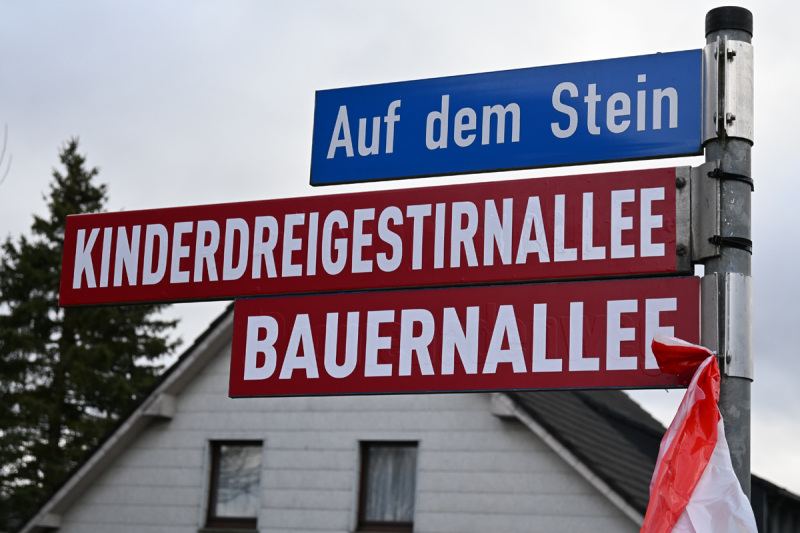 Auf dem Stein
KINDERDREIGESTIRNALLEE
BAUERNALLEE